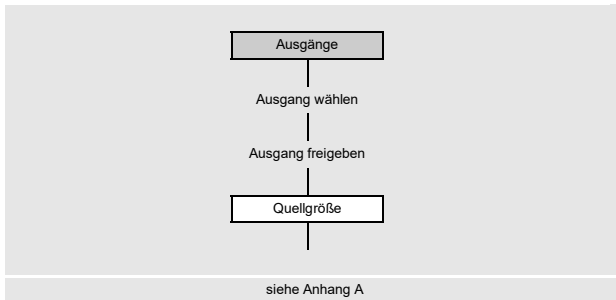 Ausgänge
Ausgang wählen
Ausgang freigeben
Quellgröße
siehe Anhang A